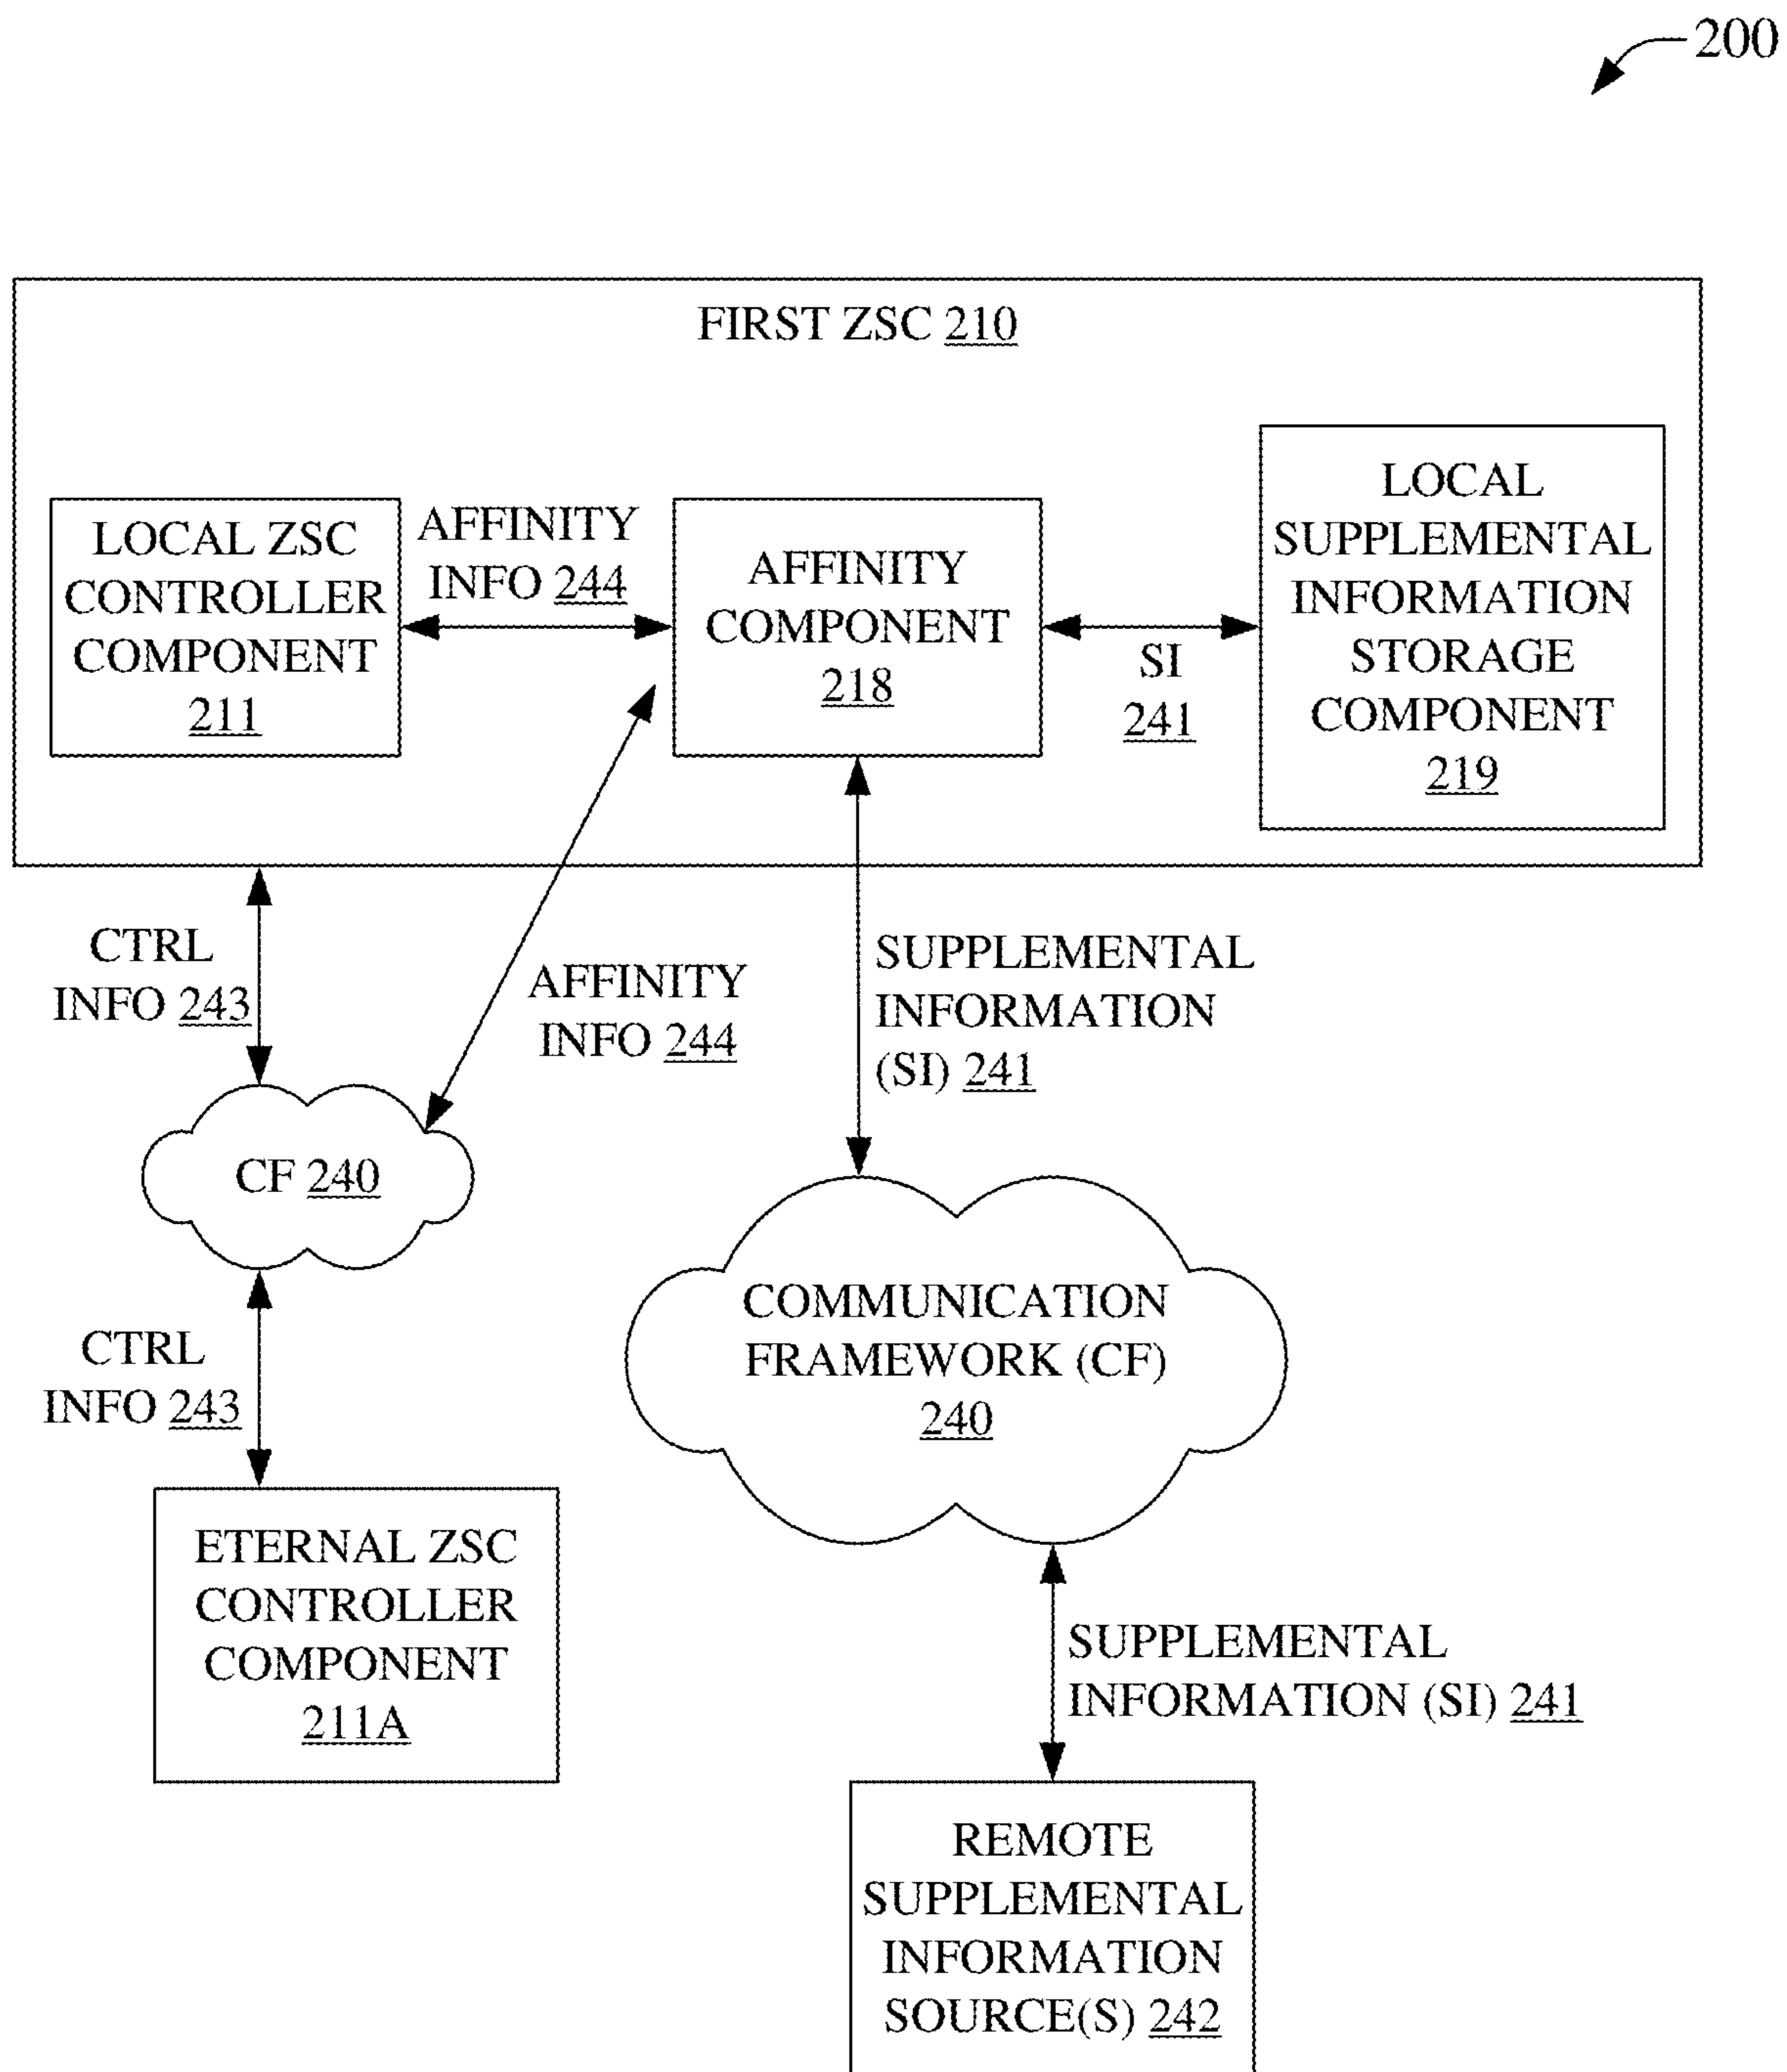 200
FIRST ZSC 210
LOCAL ZSC
CONTROLLER
COMPONENT
211
AFFINITY
INFO 244
AFFINITY
COMPONENT
218
SI
241
LOCAL
SUPPLEMENTAL
INFORMATION
STORAGE
COMPONENT
219
CTRL
INFO 243
AFFINITY
INFO 244
SUPPLEMENTAL
INFORMATION
(SI) 241
CF 240
COMMUNICATION
FRAMEWORK (CF)
240
CTRL
INFO 243
ETERNAL ZSC
CONTROLLER
COMPONENT
211A
SUPPLEMENTAL
INFORMATION (SI) 241
REMOTE
SUPPLEMENTAL
INFORMATION
SOURCE(S) 242